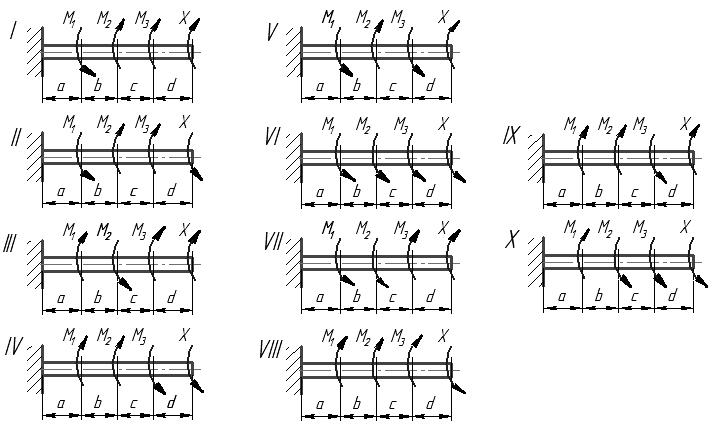 I M1 M2 M3 X
a b c d
II M1 M2 M3 X
a b c d
III M1 M2 M3 X
a b c d
IV M1 M2 M3 X
a b c d
V M1 M2 M3 X
a b c d
VI M1 M2 M3 X
a b c d
VII M1 M2 M3 X
a b c d
VIII M1 M2 M3 X
a b c d
IX M1 M2 M3 X
a b c d
X M1 M2 M3 X
a b c d